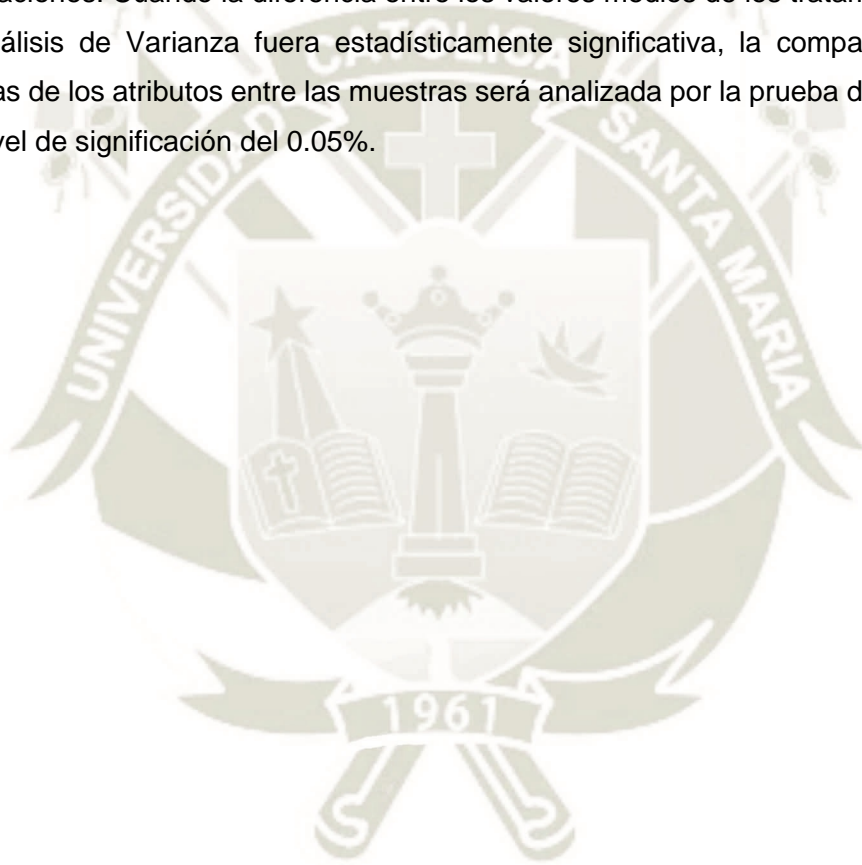 aciones. Cuando la diferencia entre los valores medios de los tratan
álisis de Varianza fuera estadísticamente significativa, la compa
as de los atributos entre las muestras será analizada por la prueba d
vel de significación del 0.05%.
UNIVERSIDAD CATOLICA SANTA MARIA
1961